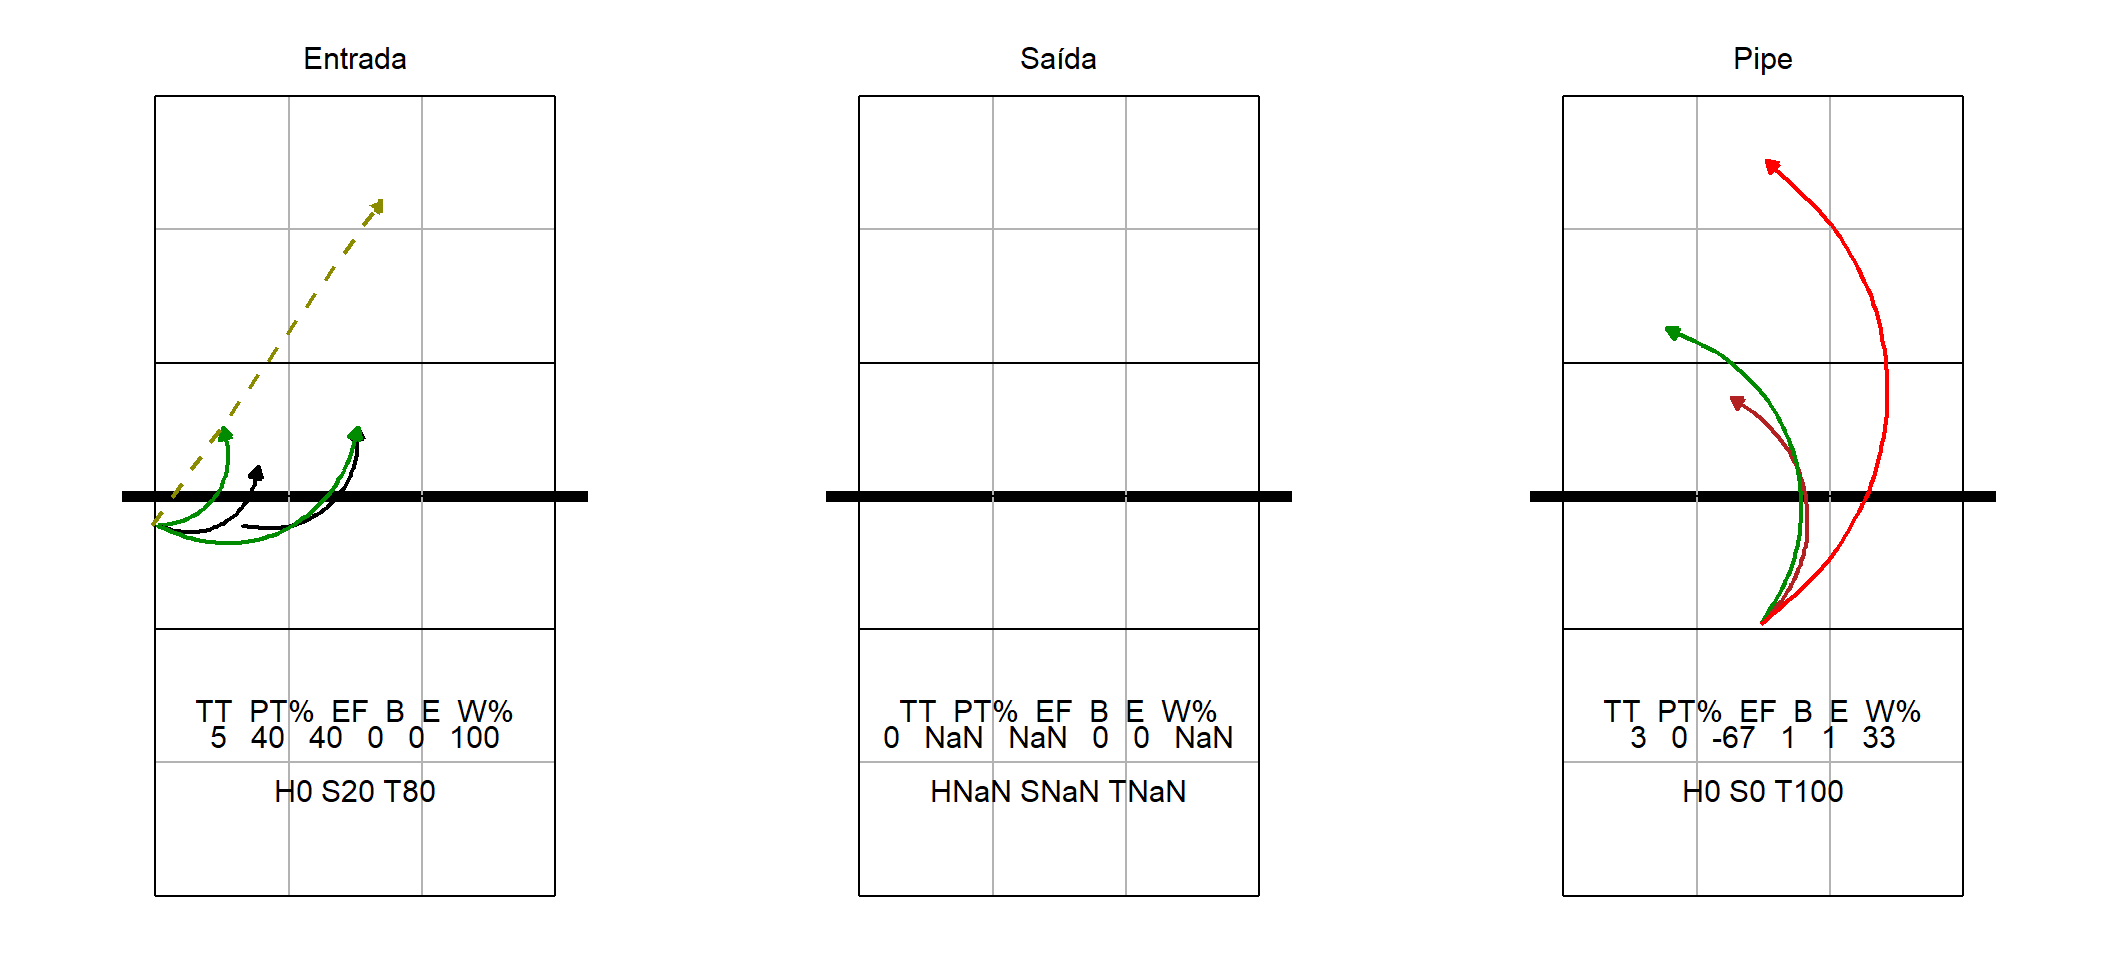 Entrada
TT PT% EF B E W%
5 40 40 0 0 100
H0 S20 T80
Saída
TT PT% EF B E W%
0 NaN NaN 0 0 NaN
HNaN SNaN TNaN
Pipe
TT PT% EF B E W%
3 0 -67 1 1 33
H0 S0 T100